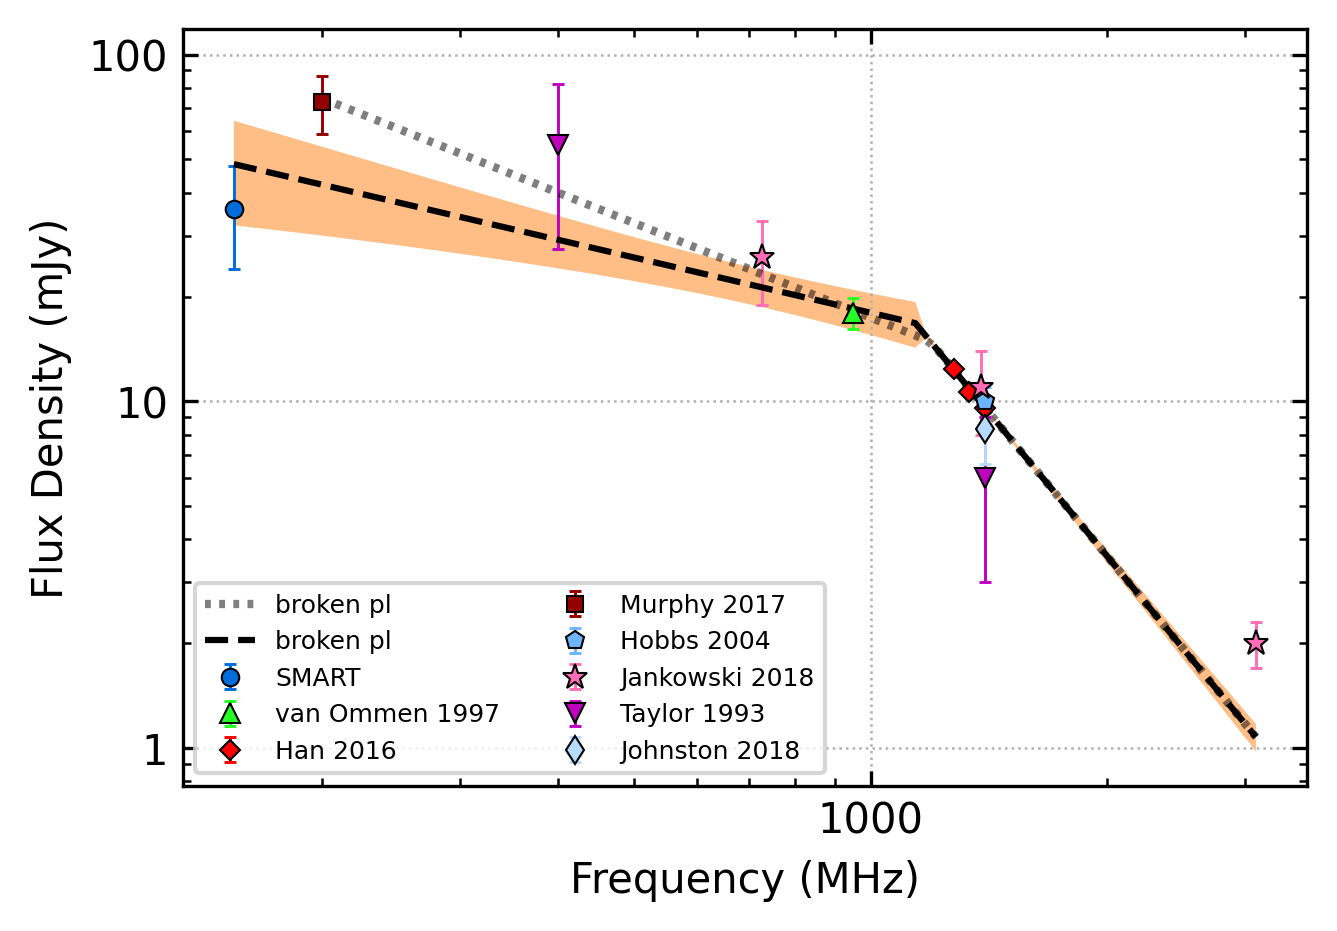 100
10
1
Flux Density (mJy)
broken pl
broken pl
SMART
van Ommen 1997
Han 2016
Murphy 2017
Hobbs 2004
Jankowski 2018
Taylor 1993
Johnston 2018
1000
Frequency (MHz)